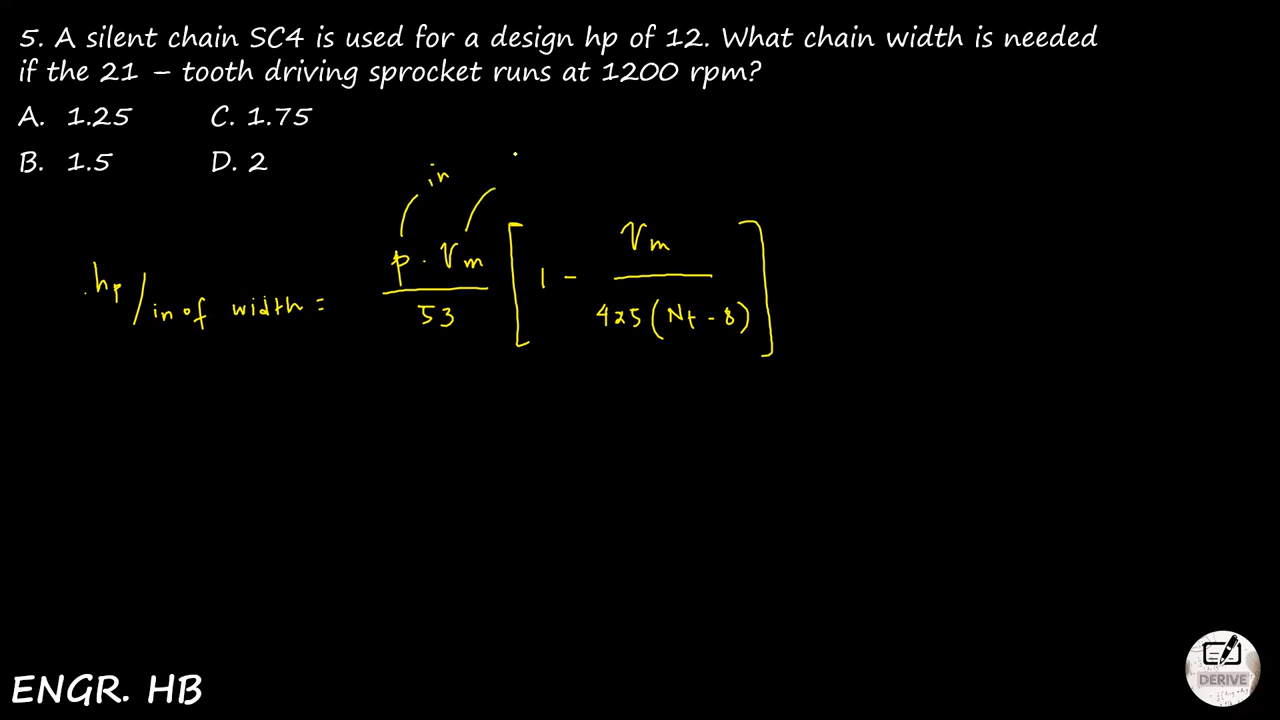 5. A silent chain SC4 is used for a design hp of 12. What chain width is needed
if the 21 – tooth driving sprocket runs at 1200 rpm?
A. 1.25 C. 1.75
B. 1.5 D. 2
in
hp/in of width = p · Vm / 53 [ 1 - Vm / 425 (Nt - 8) ]
ENGR. HB
DERIVE